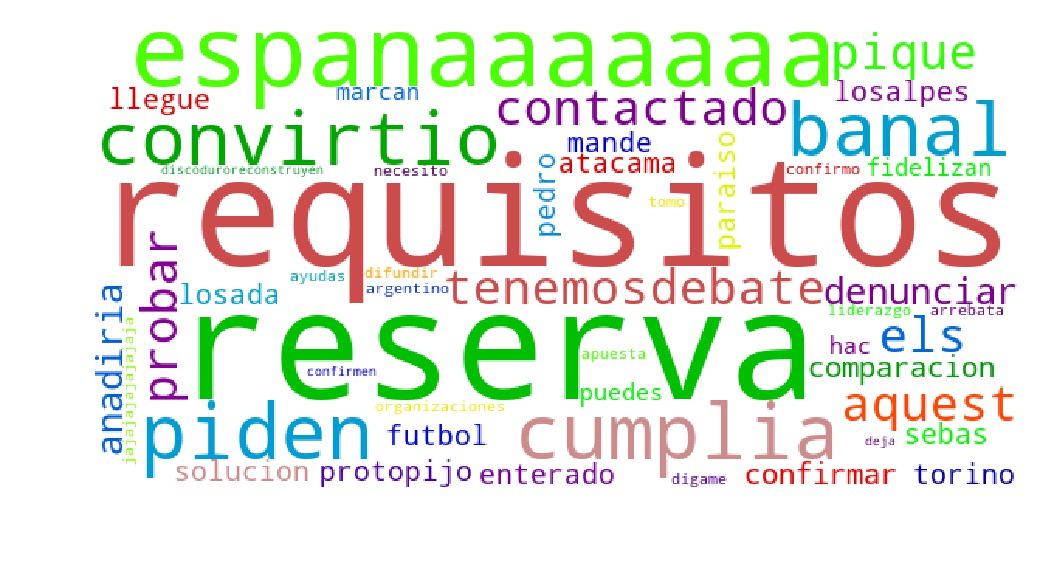 espanaaaaaaaa
pique
llegue
marcan
contactado
losalpes
convirtio
mande
banal
discoduroreconstruyen
necesito
pedro
atacama
paraiso
confirmo
fidelizan
requisitos
tomo
probar
ayudas
difundir
argentino
losada
tenemosdebate
denunciar
anadiria
jejejejejejejeje
reserva
liderazgo
arrebata
hac
els
apuesta
confirmen
comparacion
puedes
organizaciones
piden
futbol
cumplia
aquest
deja
sebas
solucion
protopijo
enterado
digame
confirmar
torino